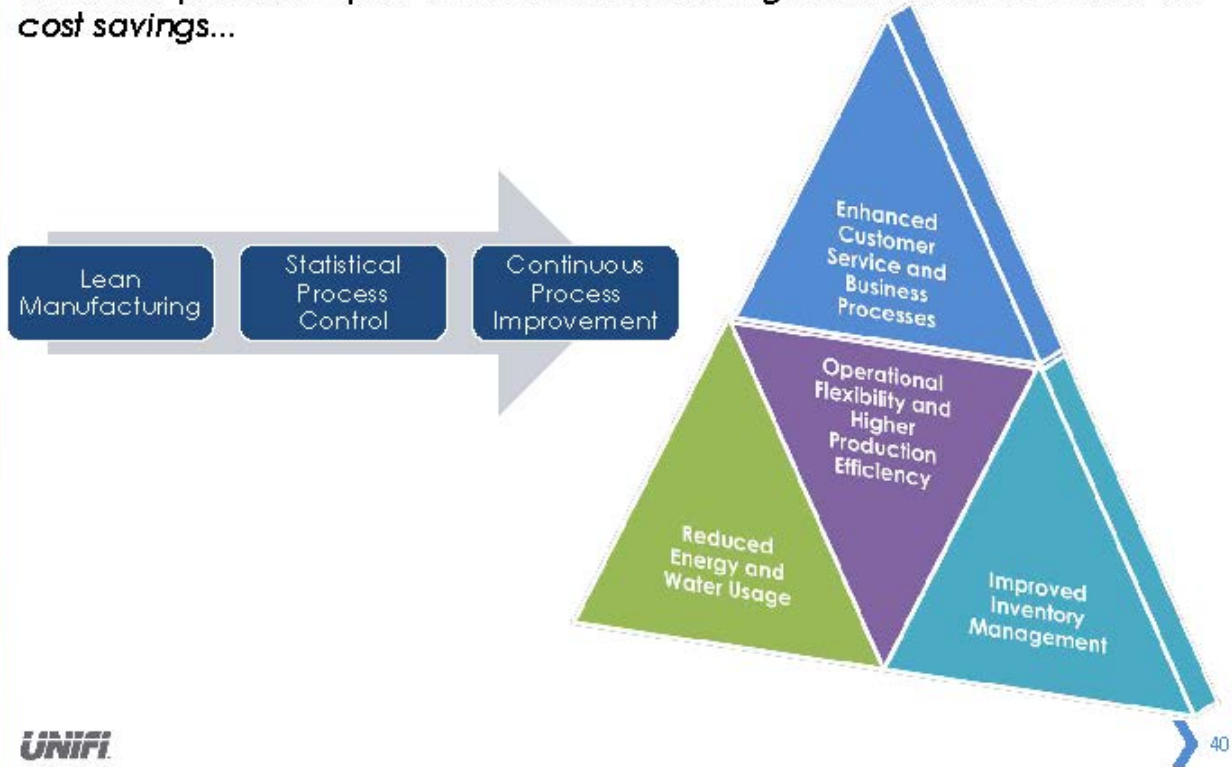 cost savings...
Lean
Manufacturing
Statistical
Process
Control
Continuous
Process
Improvement
Enhanced
Customer
Service and
Business
Processes
Operational
Flexibility and
Higher
Production
Efficiency
Reduced
Energy and
Water Usage
Improved
Inventory
Management
UNIFI
40